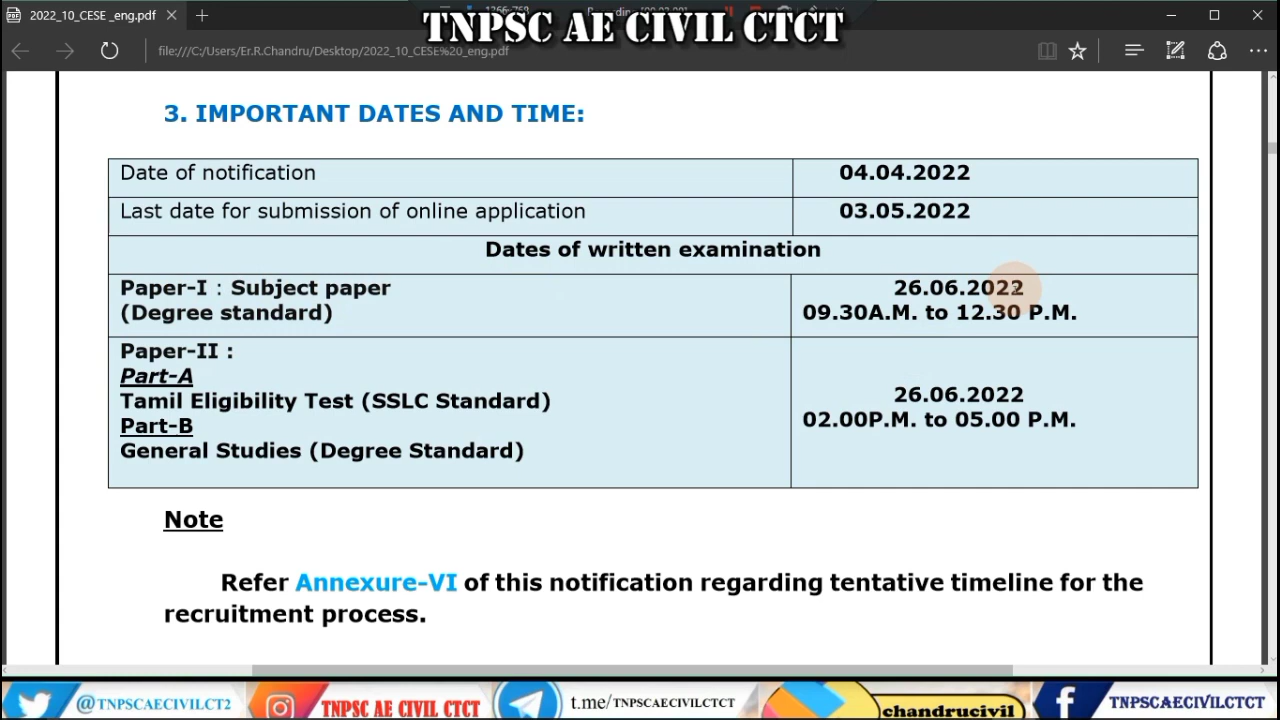 2022_10_CESE _eng.pdf
TNPSC AE CIVIL CTCT
file:///C:/Users/Er.R.Chandru/Desktop/2022_10_CESE%20_eng.pdf
3. IMPORTANT DATES AND TIME:
Date of notification 04.04.2022
Last date for submission of online application 03.05.2022
Dates of written examination
Paper-I : Subject paper 26.06.2022
(Degree standard) 09.30A.M. to 12.30 P.M.
Paper-II :
Part-A
Tamil Eligibility Test (SSLC Standard)
Part-B
General Studies (Degree Standard)
26.06.2022
02.00P.M. to 05.00 P.M.
Note
Refer Annexure-VI of this notification regarding tentative timeline for the
recruitment process.
@TNPSCAECIVILCT2 TNPSC AE CIVIL CTCT t.me/TNPSCAECIVILCTCT chandrucivil TNPSCAECIVILCTCT